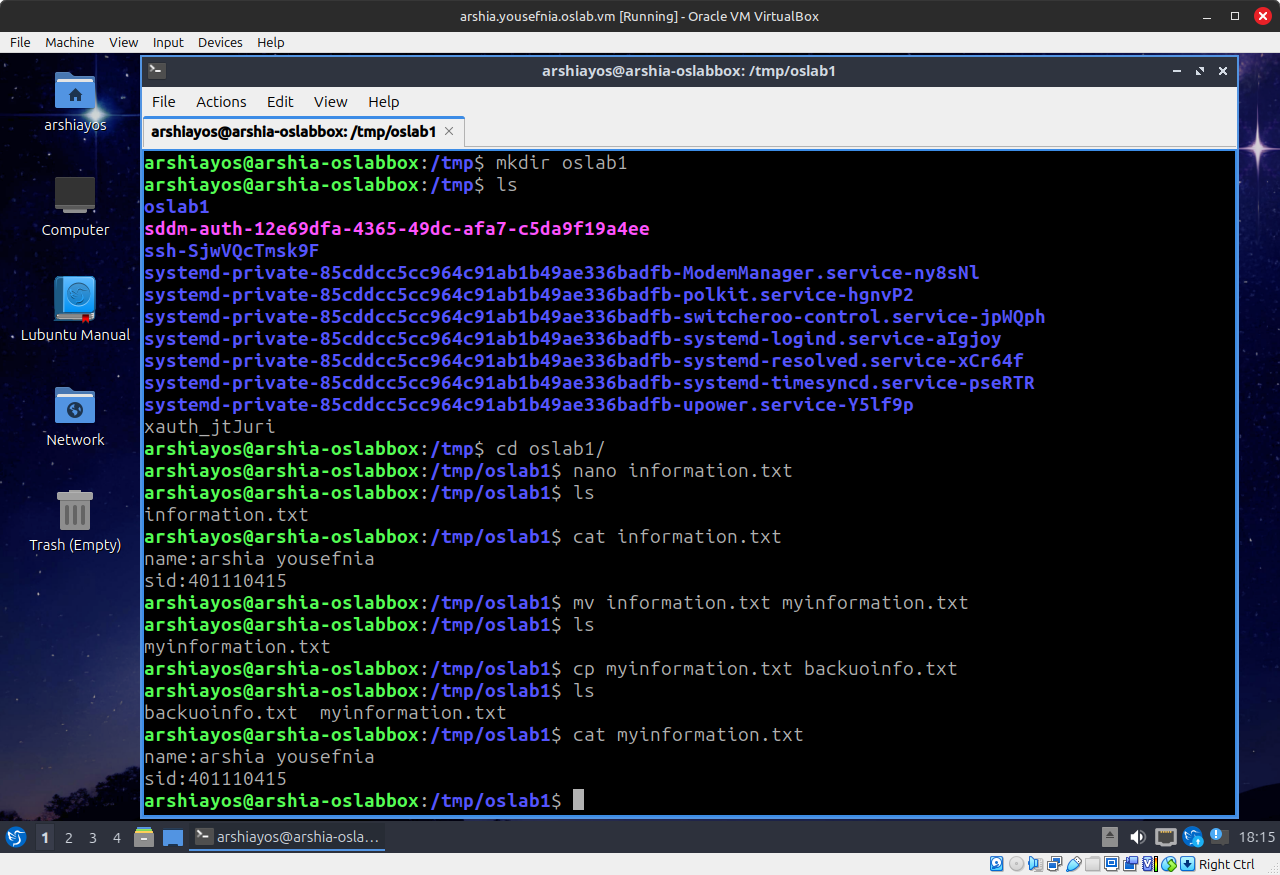 arshia.yousefnia.oslab.vm [Running] - Oracle VM VirtualBox
File Machine View Input Devices Help
arshiayos@arshia-oslabbox: /tmp/oslab1
File Actions Edit View Help
arshiayos@arshia-oslabbox: /tmp/oslab1
arshiayos
Computer
Lubuntu Manual
Network
Trash (Empty)
arshiayos@arshia-oslabbox:/tmp$ mkdir oslab1
arshiayos@arshia-oslabbox:/tmp$ ls
oslab1
sddm-auth-12e69dfa-4365-49dc-afa7-c5da9f19a4ee
ssh-SjwVQcTmsk9F
systemd-private-85cddcc5cc964c91ab1b49ae336badfb-ModemManager.service-ny8sNl
systemd-private-85cddcc5cc964c91ab1b49ae336badfb-polkit.service-hgnvP2
systemd-private-85cddcc5cc964c91ab1b49ae336badfb-switcheroo-control.service-jpWQph
systemd-private-85cddcc5cc964c91ab1b49ae336badfb-systemd-logind.service-aIgjoy
systemd-private-85cddcc5cc964c91ab1b49ae336badfb-systemd-resolved.service-xCr64f
systemd-private-85cddcc5cc964c91ab1b49ae336badfb-systemd-timesyncd.service-pseRTR
systemd-private-85cddcc5cc964c91ab1b49ae336badfb-upower.service-Y5lf9p
xauth_jtJuri
arshiayos@arshia-oslabbox:/tmp$ cd oslab1/
arshiayos@arshia-oslabbox:/tmp/oslab1$ nano information.txt
arshiayos@arshia-oslabbox:/tmp/oslab1$ ls
information.txt
arshiayos@arshia-oslabbox:/tmp/oslab1$ cat information.txt
name:arshia yousefnia
sid:401110415
arshiayos@arshia-oslabbox:/tmp/oslab1$ mv information.txt myinformation.txt
arshiayos@arshia-oslabbox:/tmp/oslab1$ ls
myinformation.txt
arshiayos@arshia-oslabbox:/tmp/oslab1$ cp myinformation.txt backuoinfo.txt
arshiayos@arshia-oslabbox:/tmp/oslab1$ ls
backuoinfo.txt  myinformation.txt
arshiayos@arshia-oslabbox:/tmp/oslab1$ cat myinformation.txt
name:arshia yousefnia
sid:401110415
arshiayos@arshia-oslabbox:/tmp/oslab1$
1 2 3 4 arshiayos@arshia-osla... 18:15
Right Ctrl